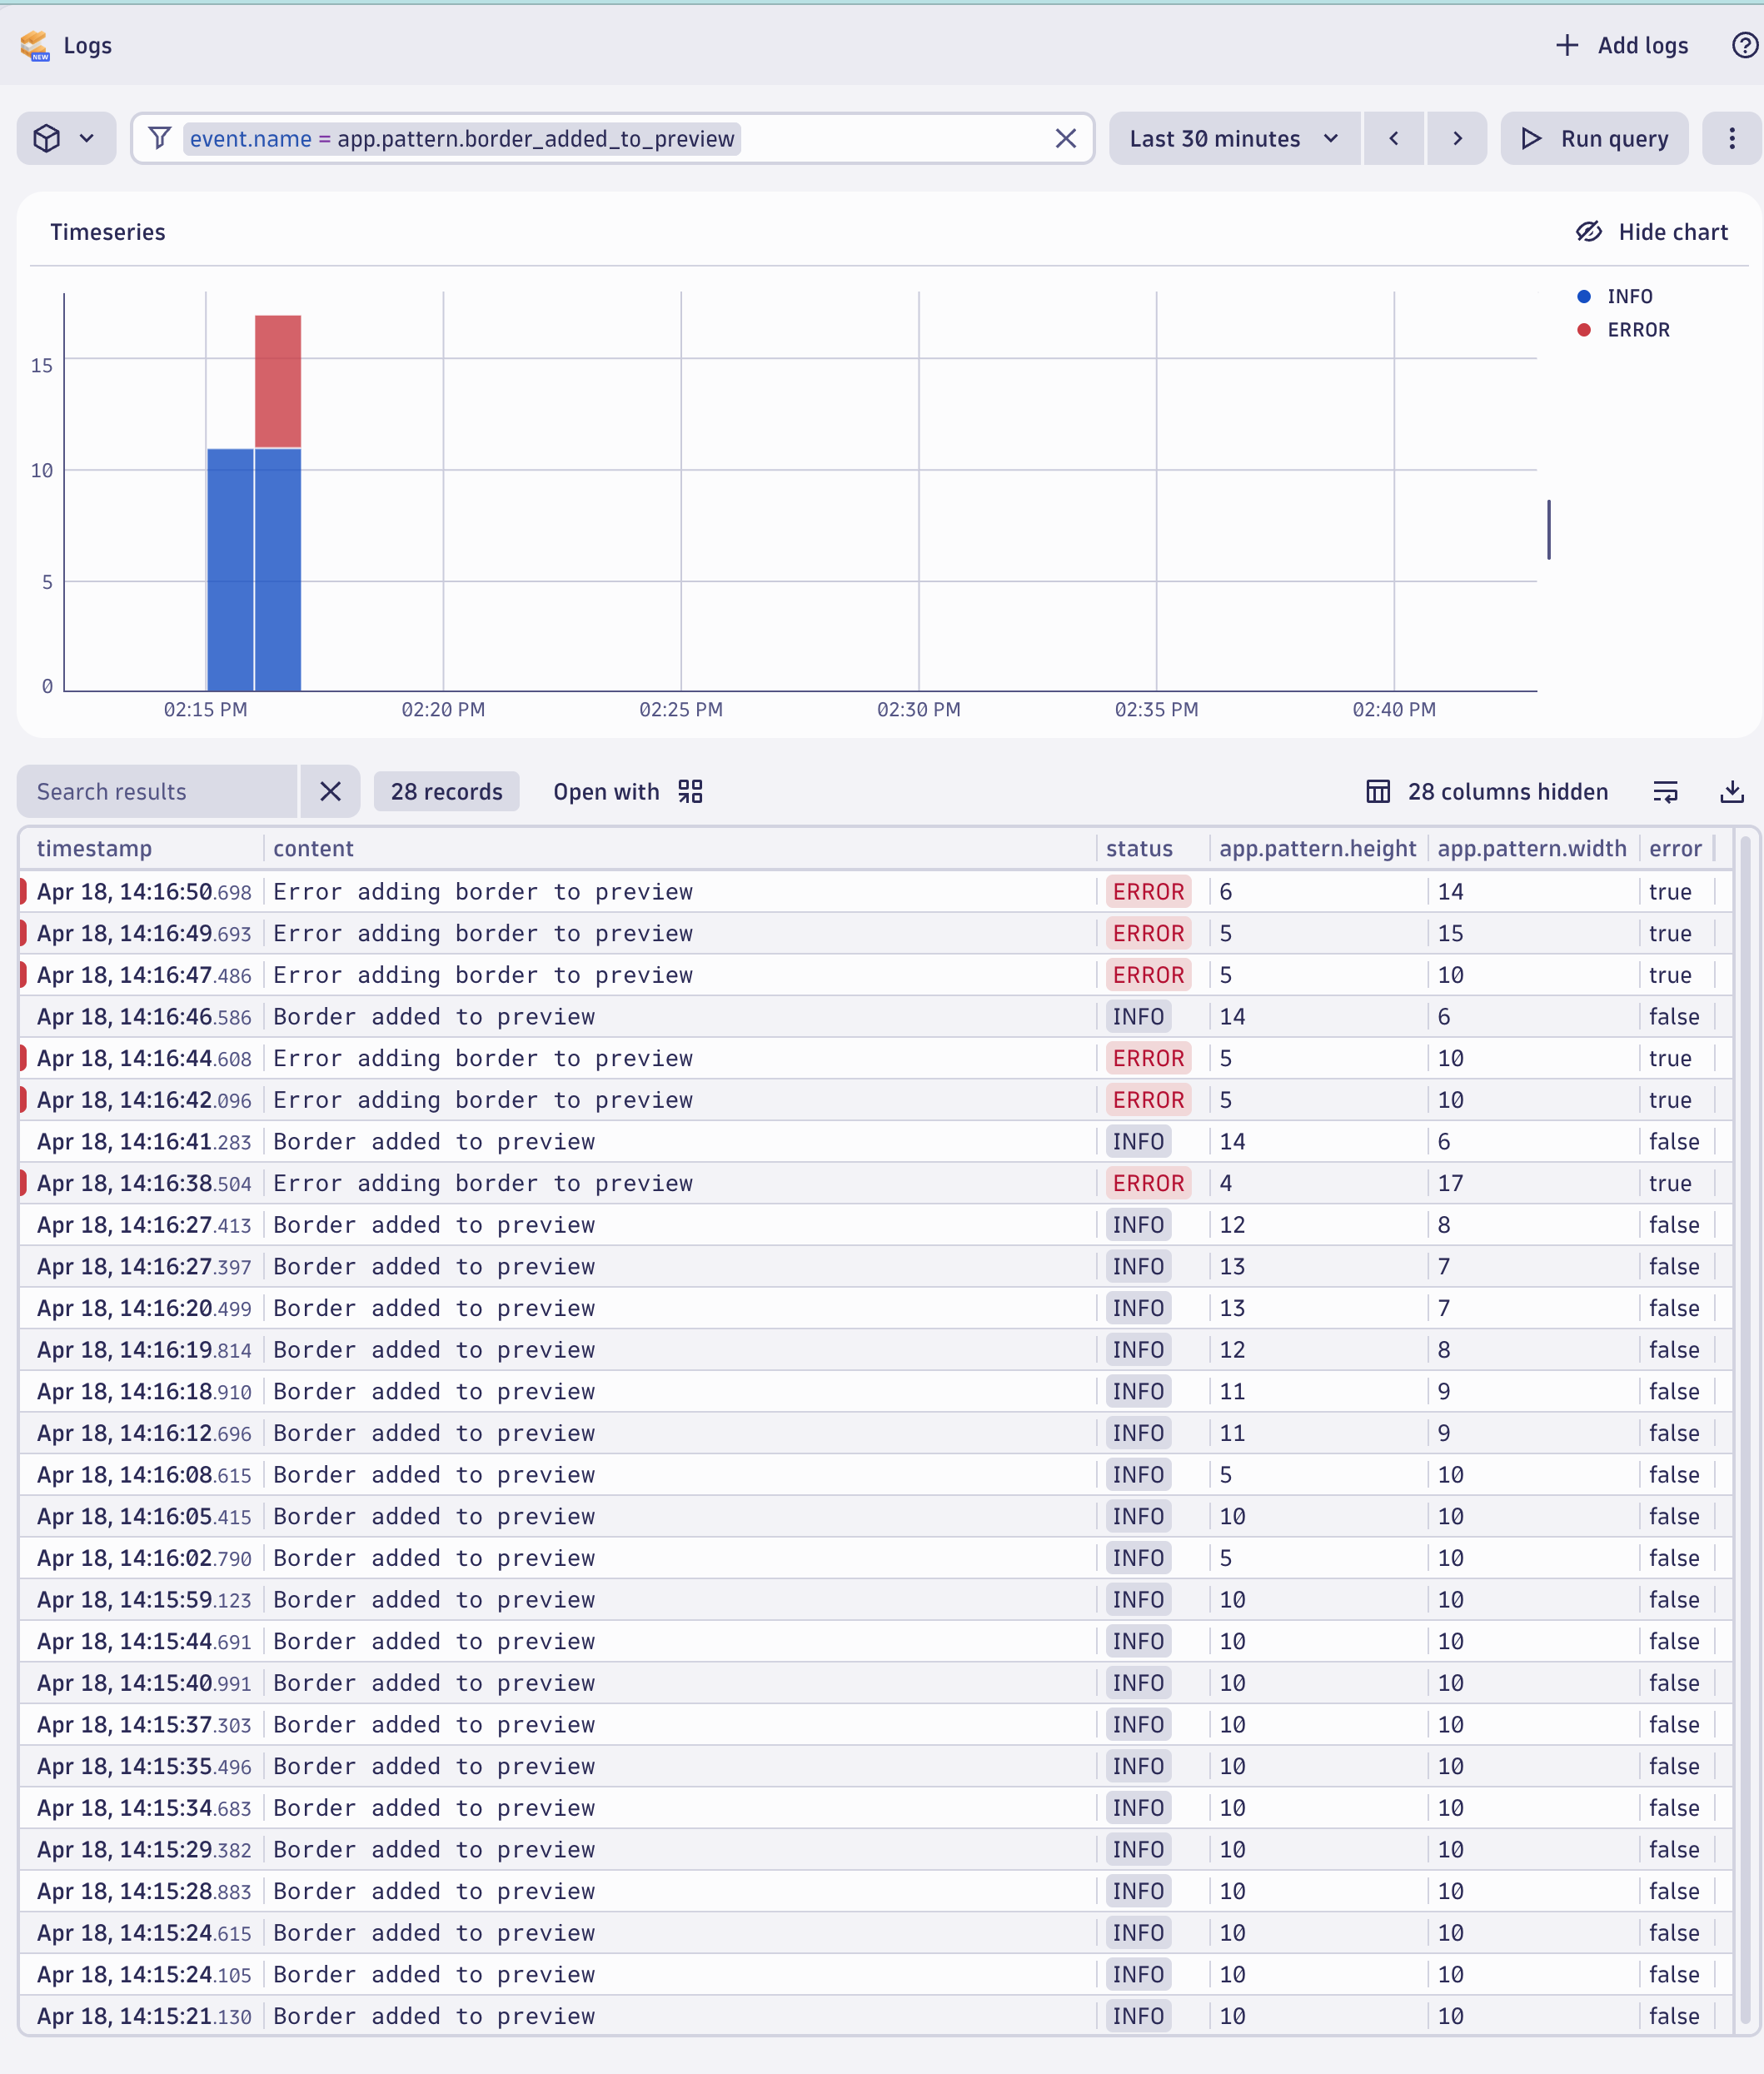 NEW Logs + Add logs ?
event.name = app.pattern.border_added_to_preview Last 30 minutes Run query
Timeseries Hide chart
INFO
ERROR
15
10
5
0
02:15 PM 02:20 PM 02:25 PM 02:30 PM 02:35 PM 02:40 PM
Search results 28 records Open with 28 columns hidden
timestamp content status app.pattern.height app.pattern.width error
Apr 18, 14:16:50.698 Error adding border to preview ERROR 6 14 true
Apr 18, 14:16:49.693 Error adding border to preview ERROR 5 15 true
Apr 18, 14:16:47.486 Error adding border to preview ERROR 5 10 true
Apr 18, 14:16:46.586 Border added to preview INFO 14 6 false
Apr 18, 14:16:44.608 Error adding border to preview ERROR 5 10 true
Apr 18, 14:16:42.096 Error adding border to preview ERROR 5 10 true
Apr 18, 14:16:41.283 Border added to preview INFO 14 6 false
Apr 18, 14:16:38.504 Error adding border to preview ERROR 4 17 true
Apr 18, 14:16:27.413 Border added to preview INFO 12 8 false
Apr 18, 14:16:27.397 Border added to preview INFO 13 7 false
Apr 18, 14:16:20.499 Border added to preview INFO 13 7 false
Apr 18, 14:16:19.814 Border added to preview INFO 12 8 false
Apr 18, 14:16:18.910 Border added to preview INFO 11 9 false
Apr 18, 14:16:12.696 Border added to preview INFO 11 9 false
Apr 18, 14:16:08.615 Border added to preview INFO 5 10 false
Apr 18, 14:16:05.415 Border added to preview INFO 10 10 false
Apr 18, 14:16:02.790 Border added to preview INFO 5 10 false
Apr 18, 14:15:59.123 Border added to preview INFO 10 10 false
Apr 18, 14:15:44.691 Border added to preview INFO 10 10 false
Apr 18, 14:15:40.991 Border added to preview INFO 10 10 false
Apr 18, 14:15:37.303 Border added to preview INFO 10 10 false
Apr 18, 14:15:35.496 Border added to preview INFO 10 10 false
Apr 18, 14:15:34.683 Border added to preview INFO 10 10 false
Apr 18, 14:15:29.382 Border added to preview INFO 10 10 false
Apr 18, 14:15:28.883 Border added to preview INFO 10 10 false
Apr 18, 14:15:24.615 Border added to preview INFO 10 10 false
Apr 18, 14:15:24.105 Border added to preview INFO 10 10 false
Apr 18, 14:15:21.130 Border added to preview INFO 10 10 false